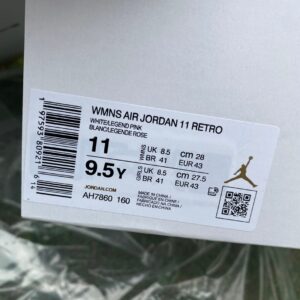 WMNS AIR JORDAN 11 RETRO
WHITE/LEGEND PINK
BLANC/LEGENDE ROSE
11
UK 8.5
BR 41
cm 28
EUR 43
9.5Y
UK 8.5
BR 41
cm 27.5
EUR 43
JORDAN.COM
AH7860 160
MADE IN CHINA